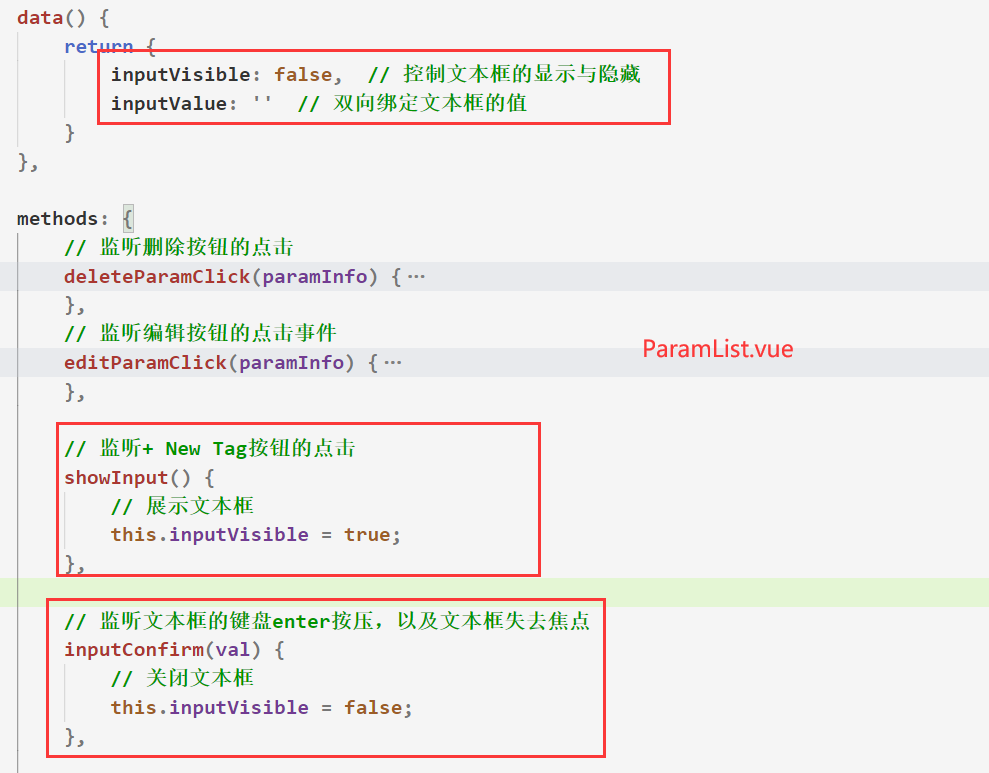 data() {
return {
inputVisible: false,  // 控制文本框的显示与隐藏
inputValue: ''  // 双向绑定文本框的值
}
},
methods: {
// 监听删除按钮的点击
deleteParamClick(paramInfo) {···
},
// 监听编辑按钮的点击事件
editParamClick(paramInfo) {···
ParamList.vue
},
// 监听+ New Tag按钮的点击
showInput() {
// 展示文本框
this.inputVisible = true;
},
// 监听文本框的键盘enter按压，以及文本框失去焦点
inputConfirm(val) {
// 关闭文本框
this.inputVisible = false;
},